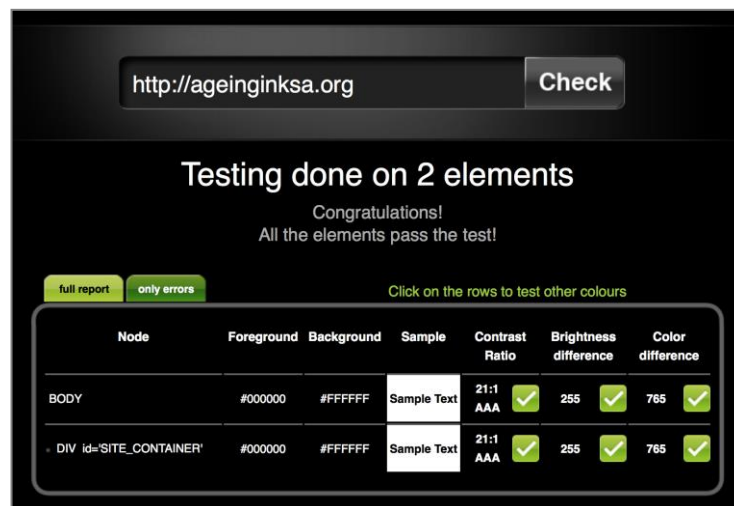 http://ageinginksa.org Check
Testing done on 2 elements
Congratulations!
All the elements pass the test!
full report only errors Click on the rows to test other colours
Node Foreground Background Sample Contrast Ratio Brightness difference Color difference
BODY #000000 #FFFFFF Sample Text 21:1 AAA 255 765
DIV id='SITE_CONTAINER' #000000 #FFFFFF Sample Text 21:1 AAA 255 765